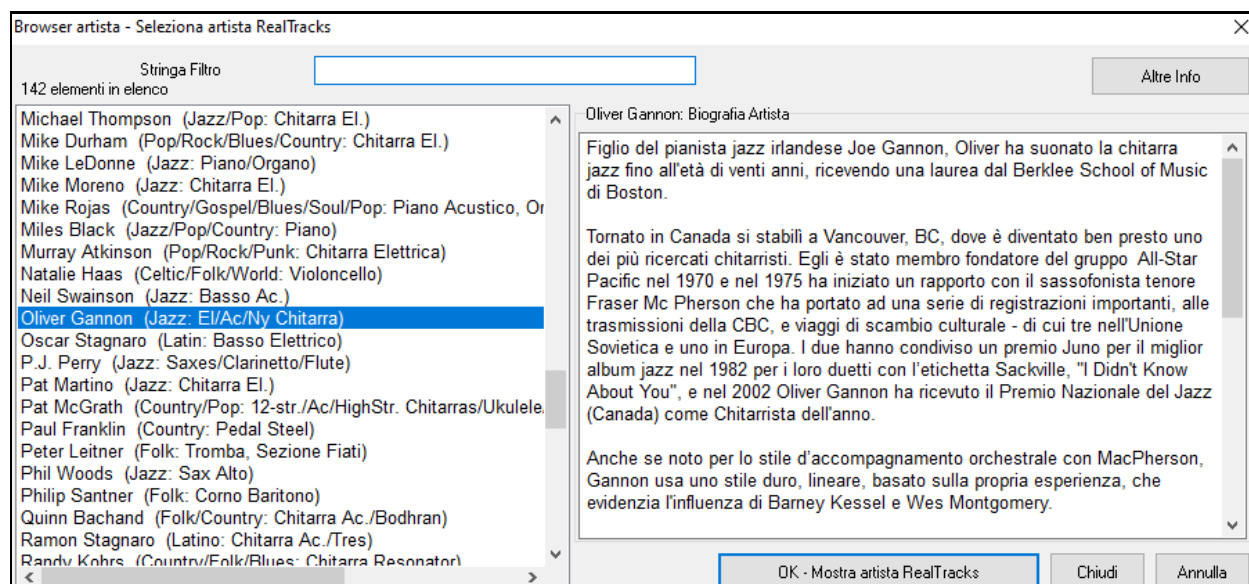 Browser artista - Seleziona artista RealTracks
Stringa Filtro
142 elementi in elenco
Altre Info
Michael Thompson (Jazz/Pop: Chitarra El.)
Mike Durham (Pop/Rock/Blues/Country: Chitarra El.)
Mike LeDonne (Jazz: Piano/Organo)
Mike Moreno (Jazz: Chitarra El.)
Mike Rojas (Country/Gospel/Blues/Soul/Pop: Piano Acustico, Or
Miles Black (Jazz/Pop/Country: Piano)
Murray Atkinson (Pop/Rock/Punk: Chitarra Elettrica)
Natalie Haas (Celtic/Folk/World: Violoncello)
Neil Swainson (Jazz: Basso Ac.)
Oliver Gannon (Jazz: El/Ac/Ny Chitarra)
Oscar Stagnaro (Latin: Basso Elettrico)
P.J. Perry (Jazz: Saxes/Clarinetto/Flute)
Pat Martino (Jazz: Chitarra El.)
Pat McGrath (Country/Pop: 12-str./Ac/HighStr. Chitarras/Ukulele.
Paul Franklin (Country: Pedal Steel)
Peter Leitner (Folk: Tromba, Sezione Fiati)
Phil Woods (Jazz: Sax Alto)
Philip Santner (Folk: Corno Baritono)
Quinn Bachand (Folk/Country: Chitarra Ac./Bodhran)
Ramon Stagnaro (Latino: Chitarra Ac./Tres)
Randy Kohrs (Country/Folk/Blues: Chitarra Resonator)
Oliver Gannon: Biografia Artista
Figlio del pianista jazz irlandese Joe Gannon, Oliver ha suonato la chitarra
jazz fino all'età di venti anni, ricevendo una laurea dal Berklee School of Music
di Boston.
Tornato in Canada si stabilì a Vancouver, BC, dove è diventato ben presto uno
dei più ricercati chitarristi. Egli è stato membro fondatore del gruppo All-Star
Pacific nel 1970 e nel 1975 ha iniziato un rapporto con il sassofonista tenore
Fraser Mc Pherson che ha portato ad una serie di registrazioni importanti, alle
trasmissioni della CBC, e viaggi di scambio culturale - di cui tre nell'Unione
Sovietica e uno in Europa. I due hanno condiviso un premio Juno per il miglior
album jazz nel 1982 per i loro duetti con l'etichetta Sackville, "I Didn't Know
About You", e nel 2002 Oliver Gannon ha ricevuto il Premio Nazionale del Jazz
(Canada) come Chitarrista dell'anno.
Anche se noto per lo stile d’accompagnamento orchestrale con MacPherson,
Gannon usa uno stile duro, lineare, basato sulla propria esperienza, che
evidenzia l'influenza di Barney Kessel e Wes Montgomery.
OK - Mostra artista RealTracks
Chiudi
Annulla